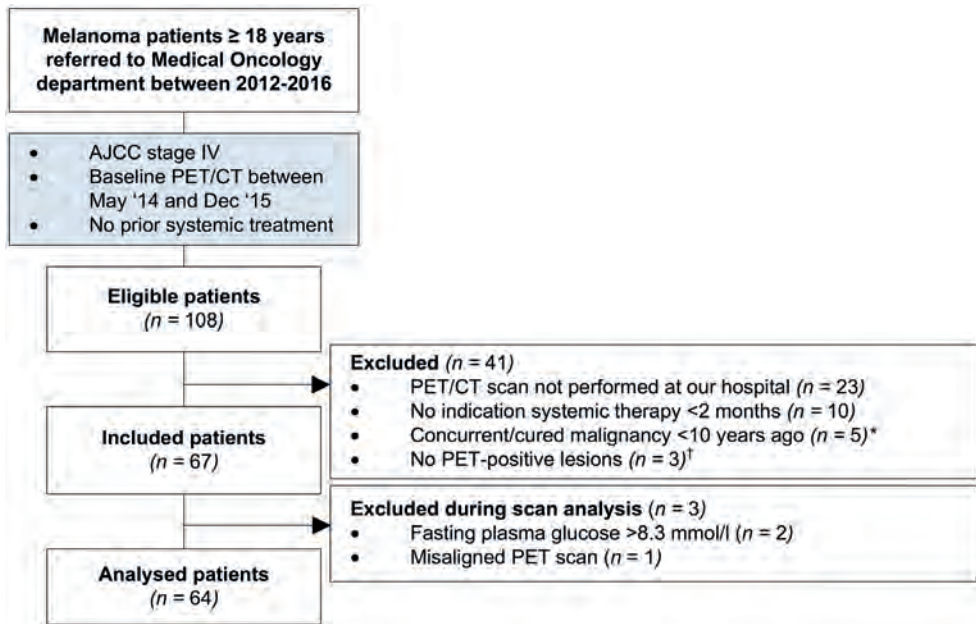 Melanoma patients ≥ 18 years
referred to Medical Oncology
department between 2012-2016
• AJCC stage IV
• Baseline PET/CT between
May ‘14 and Dec ‘15
• No prior systemic treatment
Eligible patients
(n = 108)
Excluded (n = 41)
• PET/CT scan not performed at our hospital (n = 23)
• No indication systemic therapy <2 months (n = 10)
• Concurrent/cured malignancy <10 years ago (n = 5)*
• No PET-positive lesions (n = 3)†
Included patients
(n = 67)
Excluded during scan analysis (n = 3)
• Fasting plasma glucose >8.3 mmol/l (n = 2)
• Misaligned PET scan (n = 1)
Analysed patients
(n = 64)